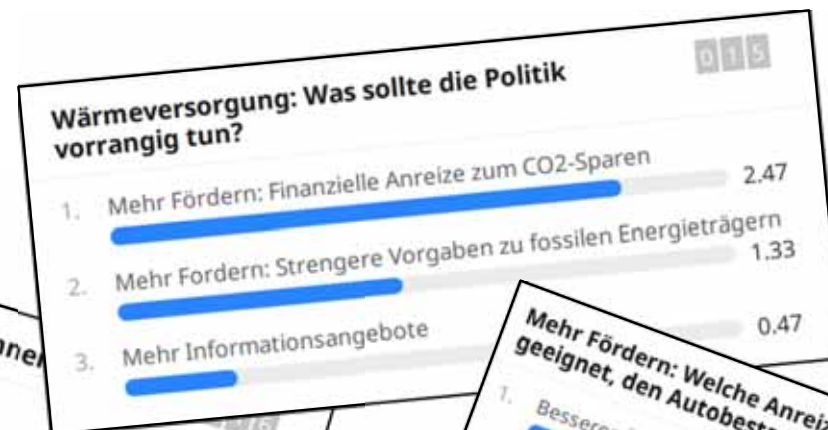 015
Wärmeversorgung: Was sollte die Politik
vorrangig tun?
1. Mehr Fördern: Finanzielle Anreize zum CO2-Sparen
2.47
2. Mehr Fordern: Strengere Vorgaben zu fossilen Energieträgern
1.33
3. Mehr Informationsangebote
0.47
Mehr Fördern: Welche
geeignet, den
1.